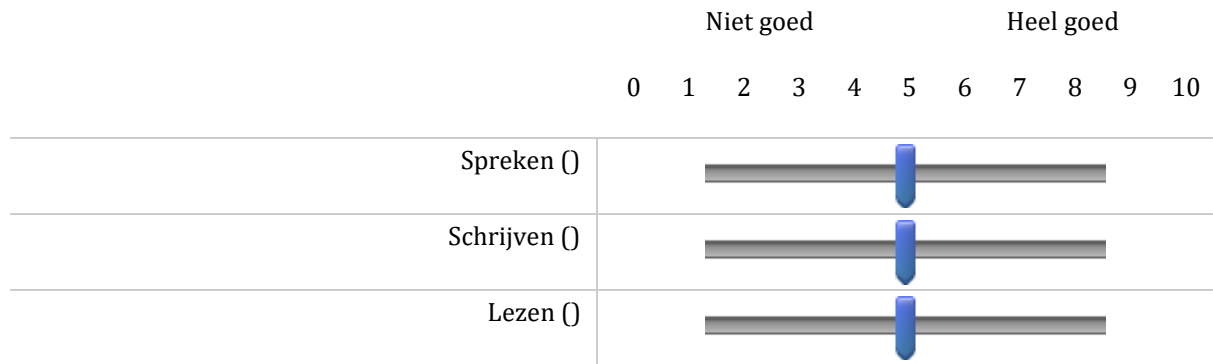 Niet goed Heel goed
0 1 2 3 4 5 6 7 8 9 10
Spreken ()
Schrijven ()
Lezen ()